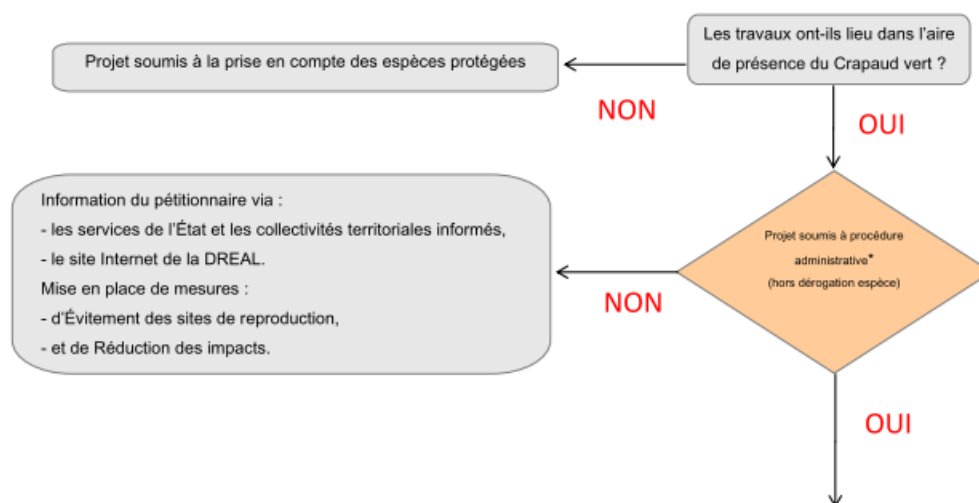 Les travaux ont-ils lieu dans l'aire
de présence du Crapaud vert ?
Projet soumis à la prise en compte des espèces protégées
NON
OUI
Information du pétitionnaire via :
- les services de l'État et les collectivités territoriales informés,
- le site Internet de la DREAL.
Mise en place de mesures :
- d'Évitement des sites de reproduction,
- et de Réduction des impacts.
Projet soumis à procédure
administrative*
(hors dérogation espèce)
NON
OUI